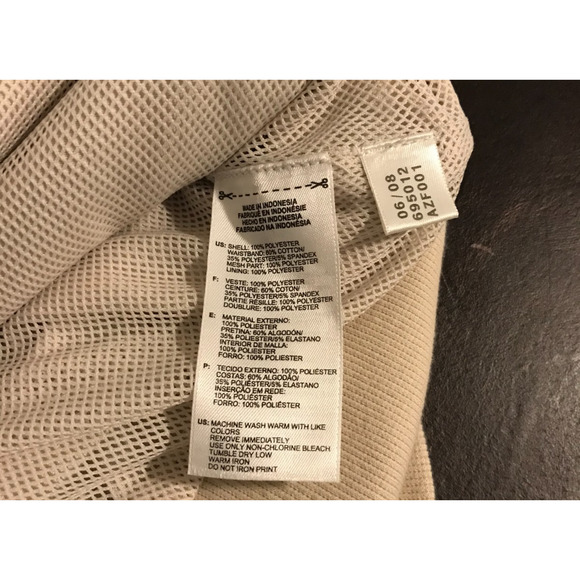 MADE IN INDONESIA
FABRIQUÉ EN INDONÉSIE
HECHO EN INDONESIA
FABRICADO NA INDONÉSIA
US: SHELL: 100% POLYESTER
WAISTBAND: 60% COTTON/
35% POLYESTER/5% SPANDEX
MESH PART: 100% POLYESTER
LINING: 100% POLYESTER
F: VESTE: 100% POLYESTER
CEINTURE: 60% COTON/
35% POLYESTER/5% SPANDEX
PARTIE RÉSILLE: 100% POLYESTER
DOUBLURE: 100% POLYESTER
E: MATERIAL EXTERNO:
100% POLIESTER
PRETINA: 60% ALGODÓN/
35% POLIESTER/5% ELASTANO
INTERIOR DE MALLA:
100% POLIESTER
FORRO: 100% POLIESTER
P: TECIDO EXTERNO: 100% POLIÉSTER
COSTAS: 60% ALGODÃO/
35% POLIÉSTER/5% ELASTANO
INSERÇÃO EM REDE:
100% POLIÉSTER
FORRO: 100% POLIÉSTER
US: MACHINE WASH WARM WITH LIKE
COLORS
REMOVE IMMEDIATELY
USE ONLY NON-CHLORINE BLEACH
TUMBLE DRY LOW
WARM IRON
DO NOT IRON PRINT
06/08
695012
AZF001